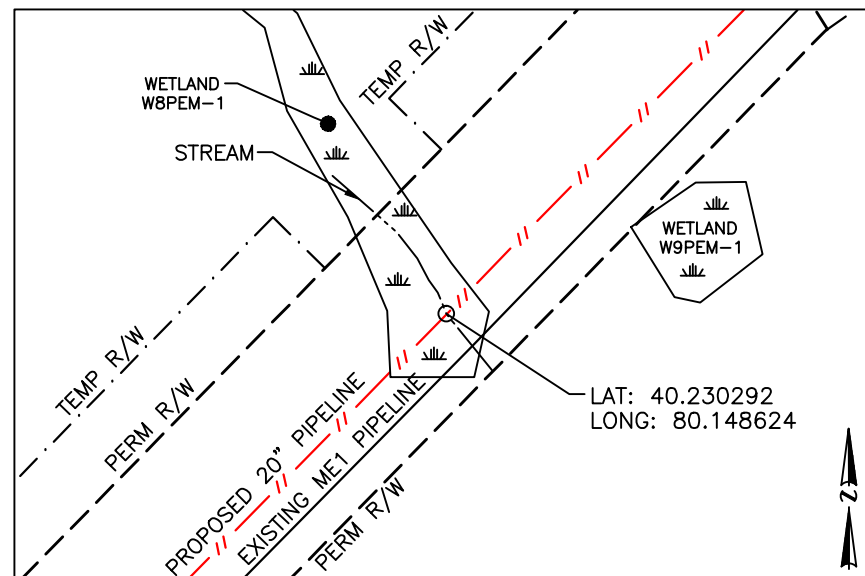 TEMP R/W
WETLAND
W8PEM-1
STREAM
WETLAND
W9PEM-1
TEMP R/W
PERM R/W
PROPOSED 20" PIPELINE
EXISTING ME1 PIPELINE
PERM R/W
LAT: 40.230292
LONG: 80.148624
N